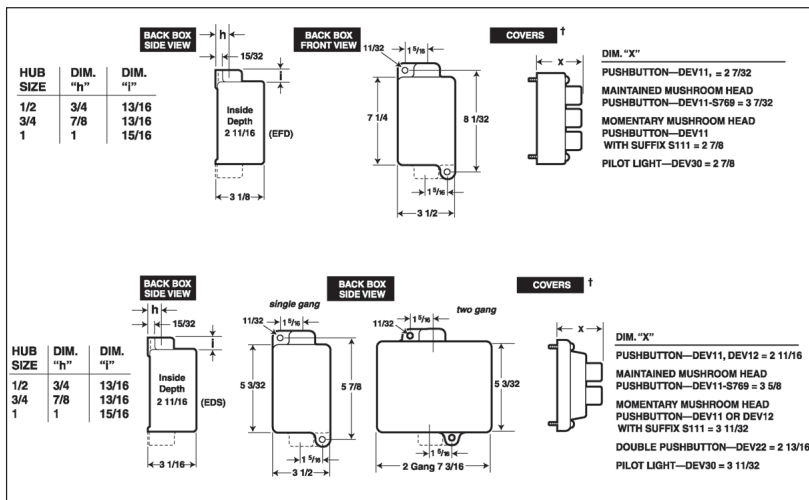 BACK BOX
SIDE VIEW
h
15/32
i
BACK BOX
FRONT VIEW
11/32
1 5/16
COVERS †
X
HUB SIZE DIM. "h" DIM. "i"
1/2 3/4 13/16
3/4 7/8 13/16
1 1 15/16
Inside
Depth
2 11/16
(EFD)
3 1/8
7 1/4
8 1/32
1 5/16
3 1/2
DIM. "X"
PUSHBUTTON—DEV11, = 2 7/32
MAINTAINED MUSHROOM HEAD
PUSHBUTTON—DEV11-S769 = 3 7/32
MOMENTARY MUSHROOM HEAD
PUSHBUTTON—DEV11
WITH SUFFIX S111 = 2 7/8
PILOT LIGHT—DEV30 = 2 7/8
BACK BOX
SIDE VIEW
h
15/32
i
BACK BOX
SIDE VIEW
single gang
11/32
1 5/16
two gang
11/32
1 5/16
COVERS †
X
HUB SIZE DIM. "h" DIM. "i"
1/2 3/4 13/16
3/4 7/8 13/16
1 1 15/16
Inside
Depth
2 11/16
(EDS)
3 1/16
5 3/32
5 7/8
1 5/16
3 1/2
5 3/32
1 5/16
2 Gang 7 3/16
DIM. "X"
PUSHBUTTON—DEV11, DEV12 = 2 11/16
MAINTAINED MUSHROOM HEAD
PUSHBUTTON—DEV11-S769 = 3 5/8
MOMENTARY MUSHROOM HEAD
PUSHBUTTON—DEV11 OR DEV12
WITH SUFFIX S111 = 3 11/32
DOUBLE PUSHBUTTON—DEV22 = 2 13/16
PILOT LIGHT—DEV30 = 3 11/32